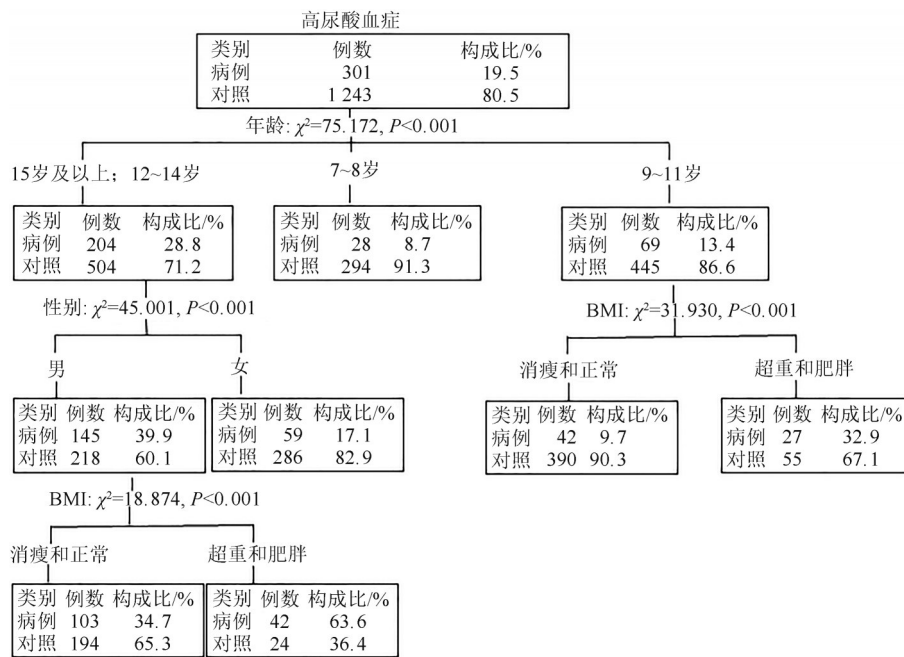 高尿酸血症
类别 例数 构成比/%
病例 301 19.5
对照 1 243 80.5
年龄: χ²=75.172, P<0.001
15岁及以上；12~14岁
类别 例数 构成比/%
病例 204 28.8
对照 504 71.2
7~8岁
类别 例数 构成比/%
病例 28 8.7
对照 294 91.3
9~11岁
类别 例数 构成比/%
病例 69 13.4
对照 445 86.6
性别: χ²=45.001, P<0.001
BMI: χ²=31.930, P<0.001
男
类别 例数 构成比/%
病例 145 39.9
对照 218 60.1
女
类别 例数 构成比/%
病例 59 17.1
对照 286 82.9
消瘦和正常
类别 例数 构成比/%
病例 42 9.7
对照 390 90.3
超重和肥胖
类别 例数 构成比/%
病例 27 32.9
对照 55 67.1
BMI: χ²=18.874, P<0.001
消瘦和正常
类别 例数 构成比/%
病例 103 34.7
对照 194 65.3
超重和肥胖
类别 例数 构成比/%
病例 42 63.6
对照 24 36.4